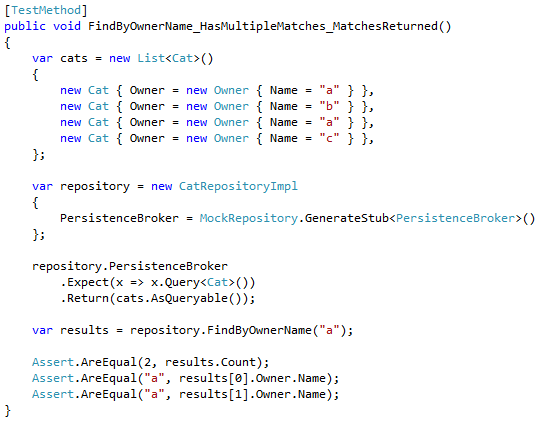 [TestMethod]
public void FindByOwnerName_HasMultipleMatches_MatchesReturned()
{
    var cats = new List<Cat>()
    {
        new Cat { Owner = new Owner { Name = "a" } },
        new Cat { Owner = new Owner { Name = "b" } },
        new Cat { Owner = new Owner { Name = "a" } },
        new Cat { Owner = new Owner { Name = "c" } },
    };

    var repository = new CatRepositoryImpl
    {
        PersistenceBroker = MockRepository.GenerateStub<PersistenceBroker>()
    };

    repository.PersistenceBroker
        .Expect(x => x.Query<Cat>())
        .Return(cats.AsQueryable());

    var results = repository.FindByOwnerName("a");

    Assert.AreEqual(2, results.Count);
    Assert.AreEqual("a", results[0].Owner.Name);
    Assert.AreEqual("a", results[1].Owner.Name);
}